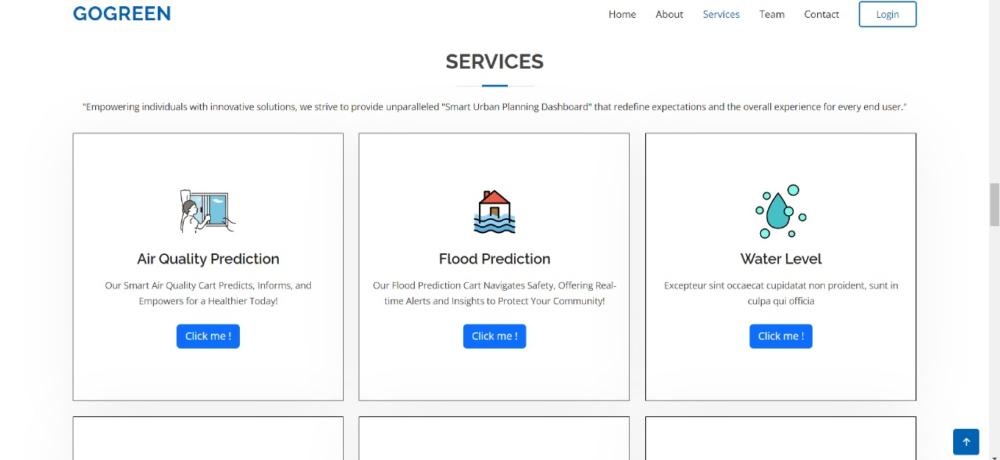 GOGREEN
Home About Services Team Contact Login
SERVICES
"Empowering individuals with innovative solutions, we strive to provide unparalleled "Smart Urban Planning Dashboard" that redefine expectations and the overall experience for every end user."
Air Quality Prediction
Our Smart Air Quality Cart Predicts, Informs, and
Empowers for a Healthier Today!
Click me !
Flood Prediction
Our Flood Prediction Cart Navigates Safety, Offering Real-
time Alerts and Insights to Protect Your Community!
Click me !
Water Level
Excepteur sint occaecat cupidatat non proident, sunt in
culpa qui officia
Click me !